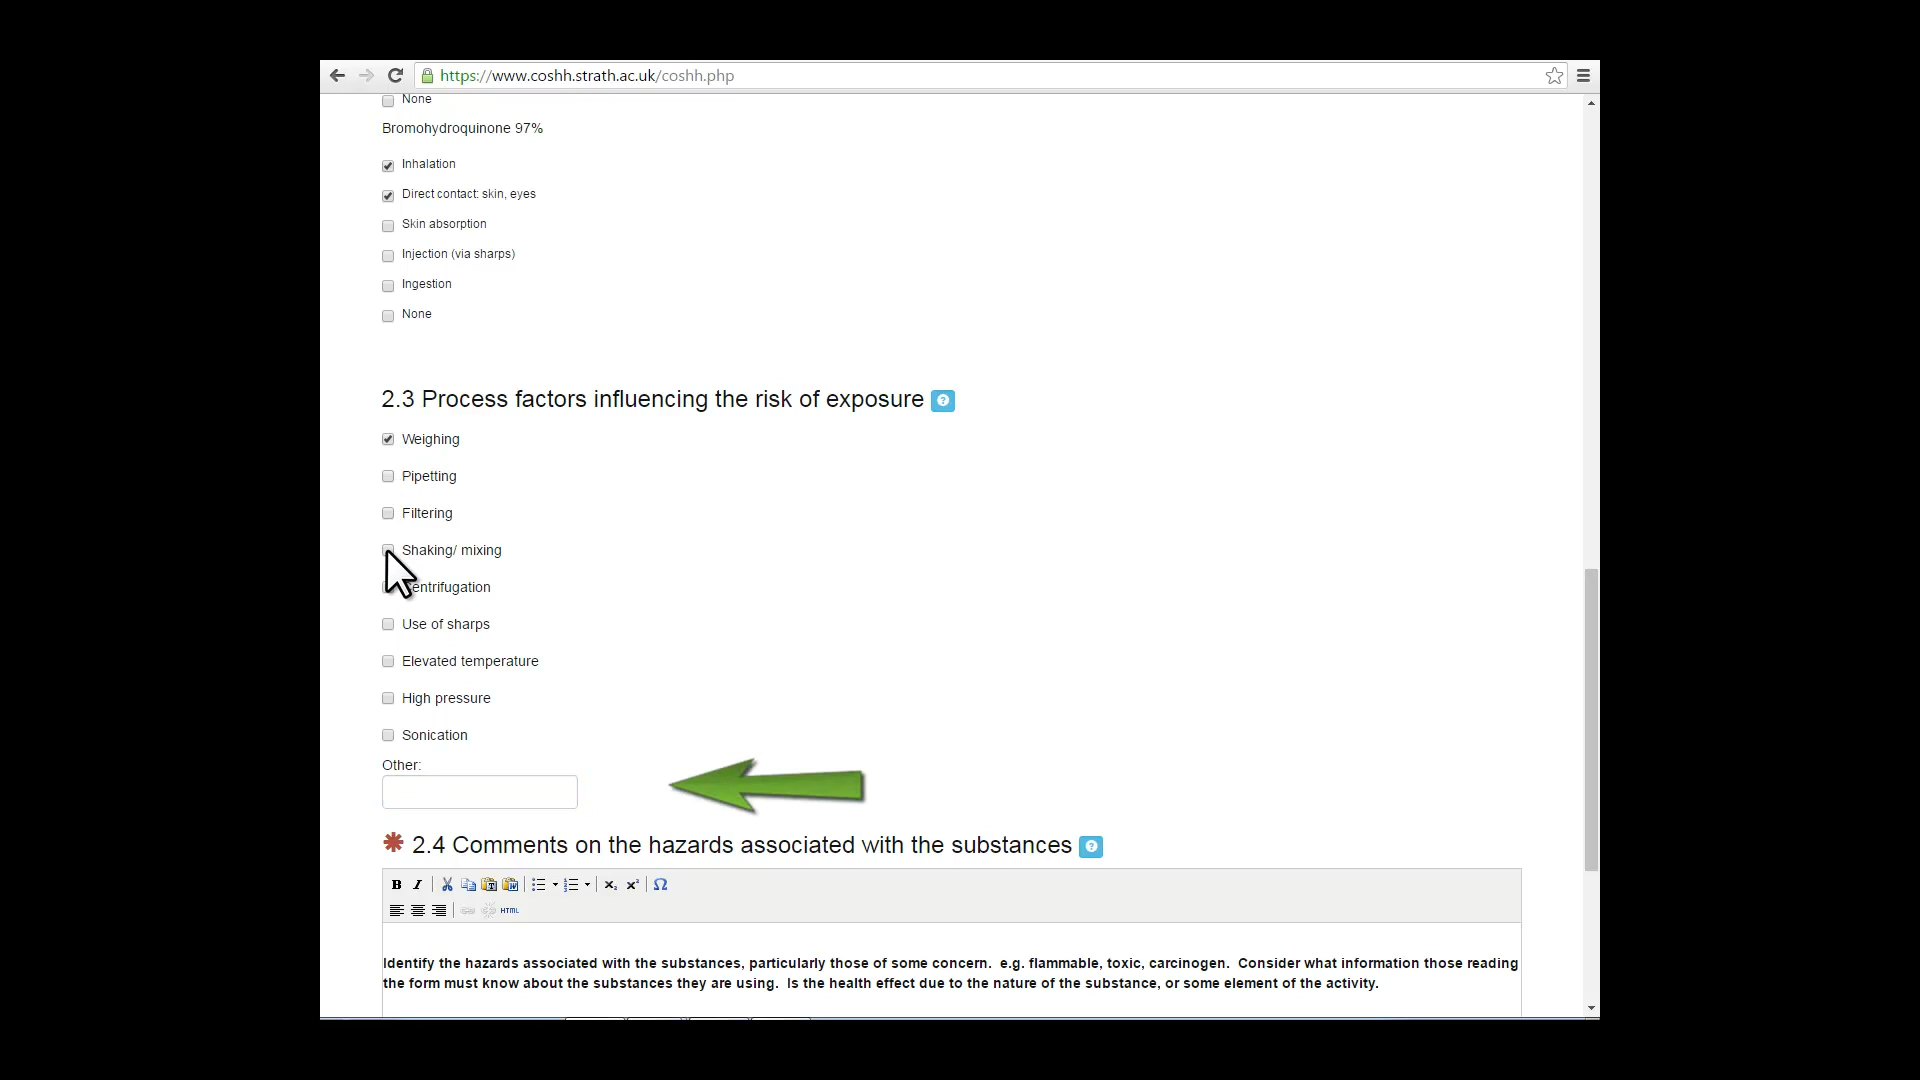 https://www.coshh.strath.ac.uk/coshh.php
None
Bromohydroquinone 97%
Inhalation
Direct contact: skin, eyes
Skin absorption
Injection (via sharps)
Ingestion
None
2.3 Process factors influencing the risk of exposure ?
Weighing
Pipetting
Filtering
Shaking/ mixing
entrifugation
Use of sharps
Elevated temperature
High pressure
Sonication
Other:
2.4 Comments on the hazards associated with the substances ?
B I x, x² Ω
HTML
Identify the hazards associated with the substances, particularly those of some concern. e.g. flammable, toxic, carcinogen. Consider what information those reading
the form must know about the substances they are using. Is the health effect due to the nature of the substance, or some element of the activity.